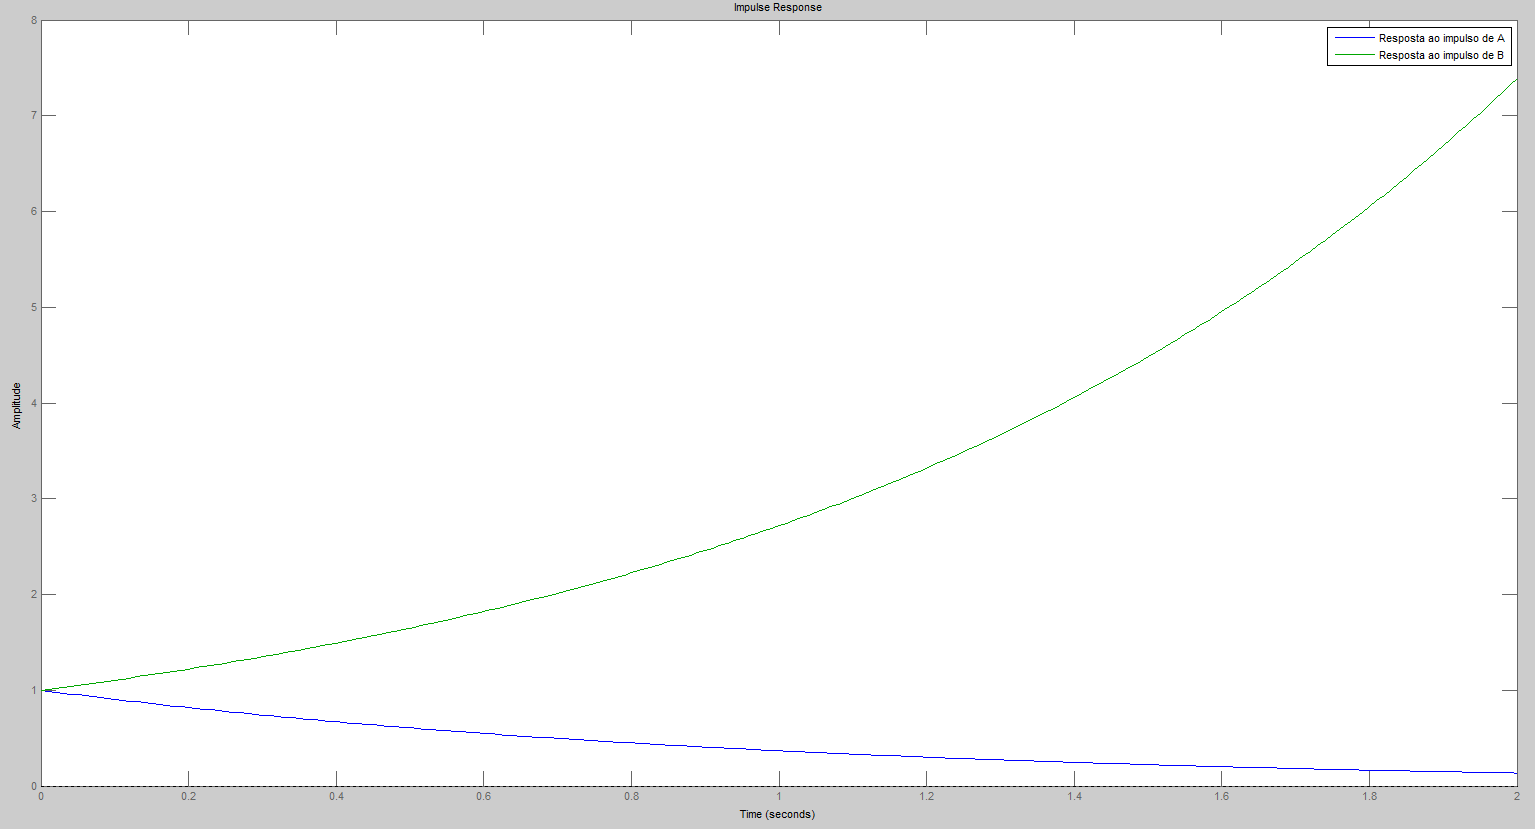 Impulse Response
Resposta ao impulso de A
Resposta ao impulso de B
Amplitude
8
7
6
5
4
3
2
1
0
0 0.2 0.4 0.6 0.8 1 1.2 1.4 1.6 1.8 2
Time (seconds)